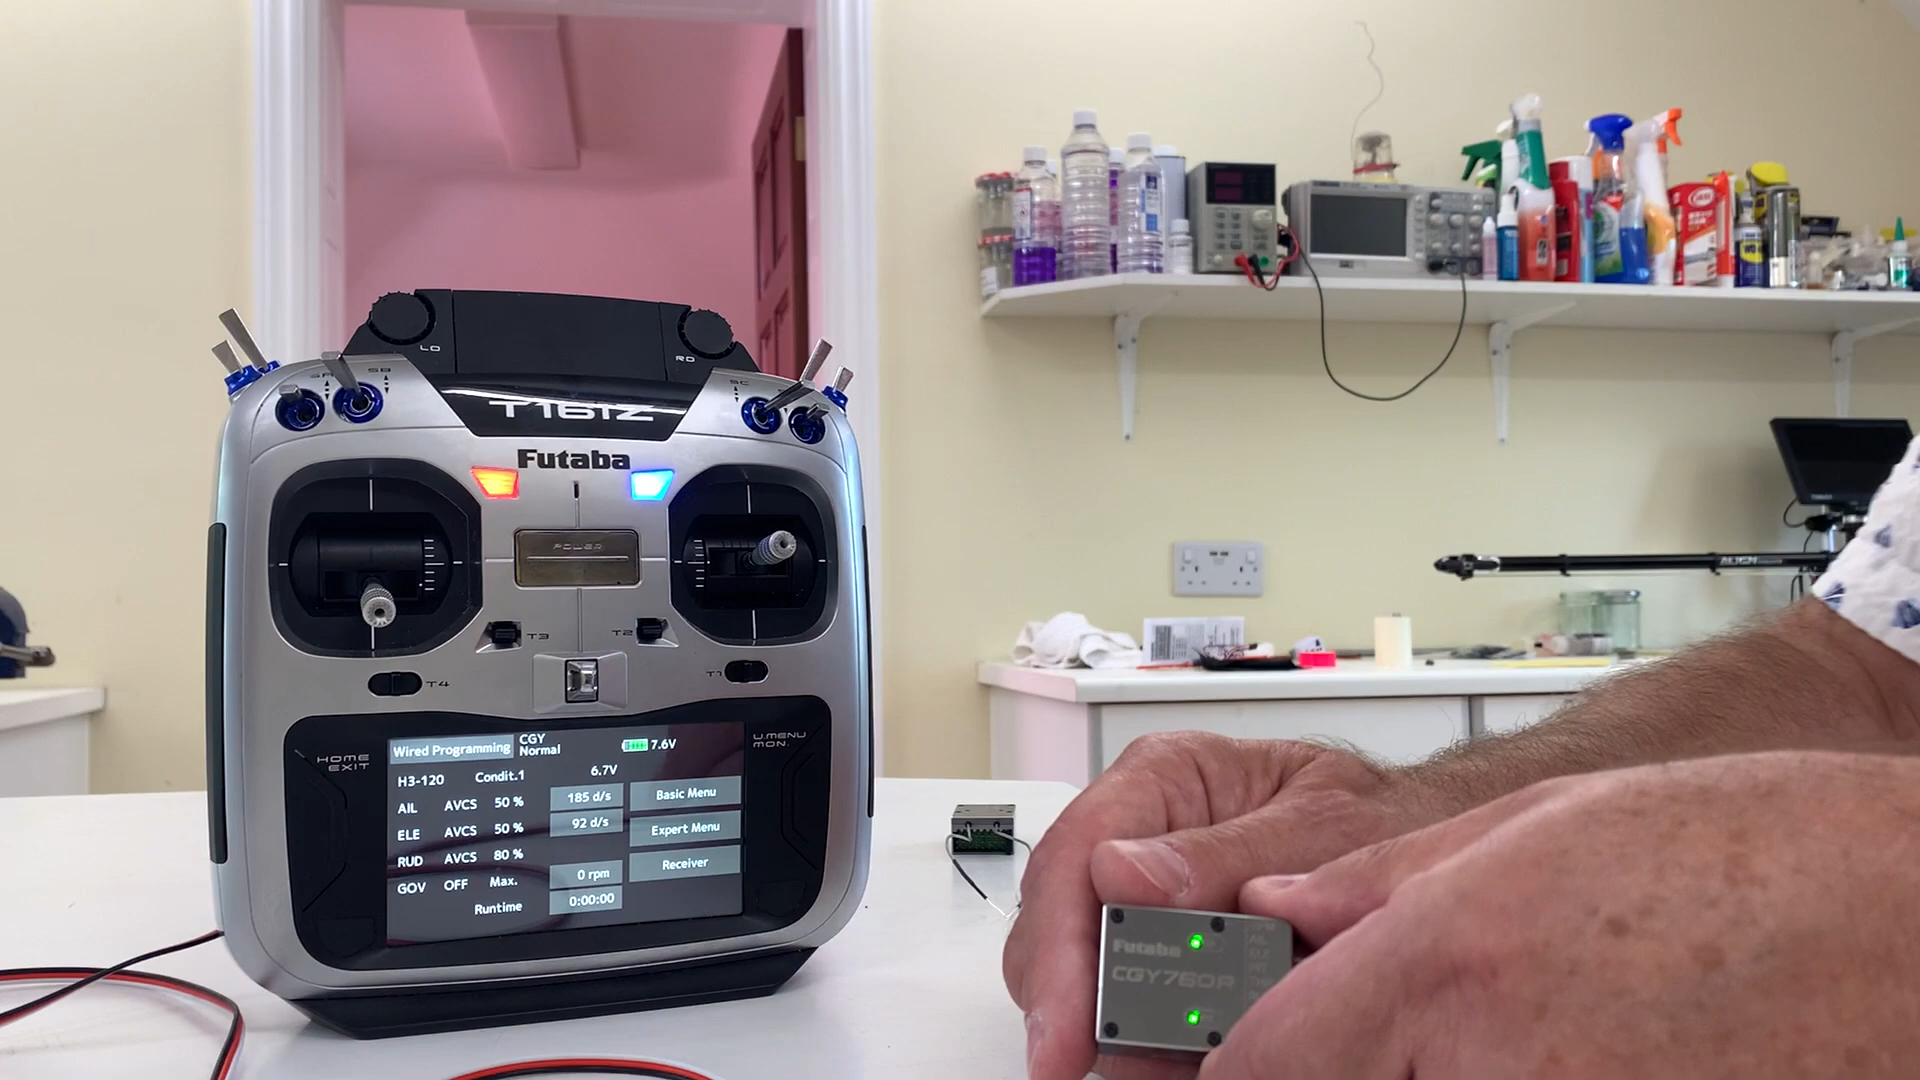 LD
RD
SB
SC
T16IZ
Futaba
POWER
T3
T2
T4
T1
HOME
EXIT
U.MENU
MON.
Wired Programming
CGY
Normal
7.6V
H3-120
Condit.1
6.7V
AIL AVCS 50 % 185 d/s
ELE AVCS 50 % 92 d/s
RUD AVCS 80 %
GOV OFF Max. 0 rpm
Runtime 0:00:00
Basic Menu
Expert Menu
Receiver
Futaba
CGY760R
ALIEN